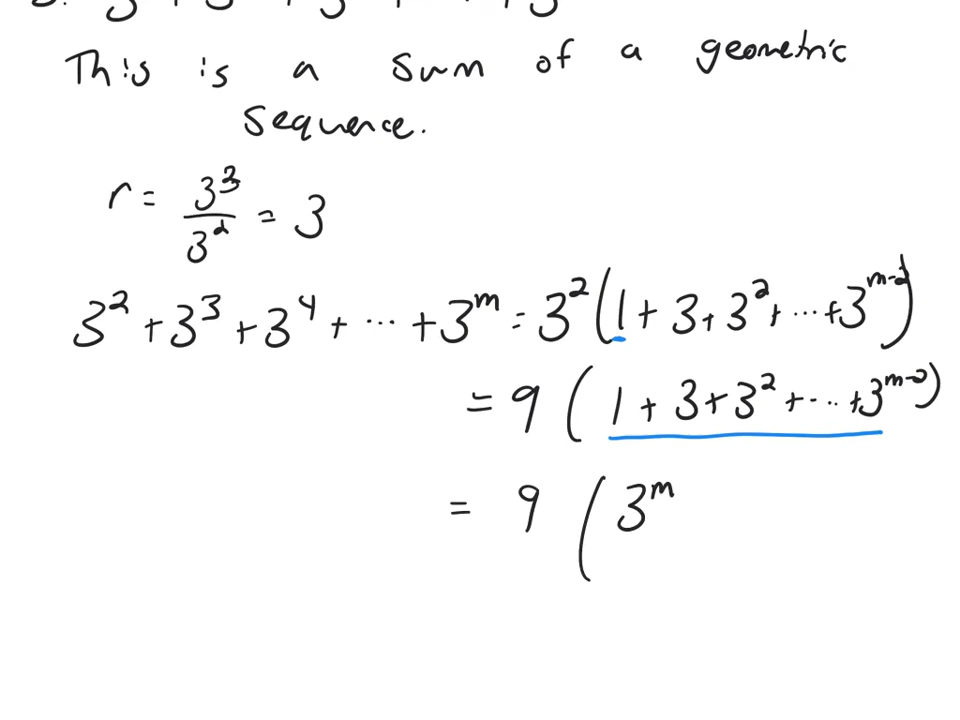 This is a sum of a geometric
sequence.
r = 3^3/3^2 = 3
3^2 + 3^3 + 3^4 + ... + 3^m = 3^2 (1 + 3 + 3^2 + ... + 3^(m-2))
= 9 (1 + 3 + 3^2 + ... + 3^(m-2))
= 9 (3^m